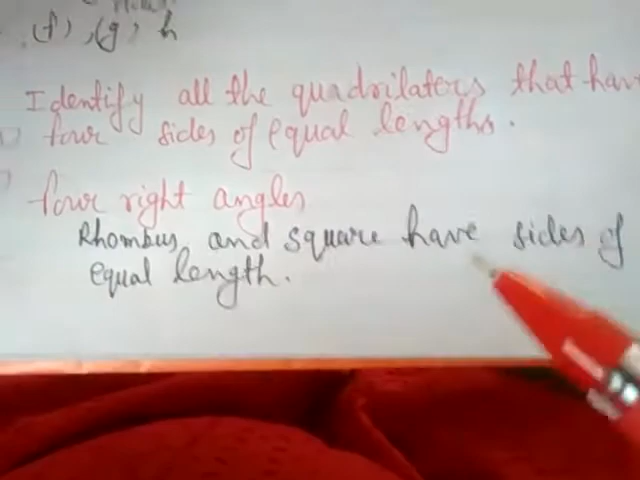 (f), (g), h
Identify all the quadrilaters that have
four sides of equal lengths.
four right angles
Rhombus and square have sides of
equal length.